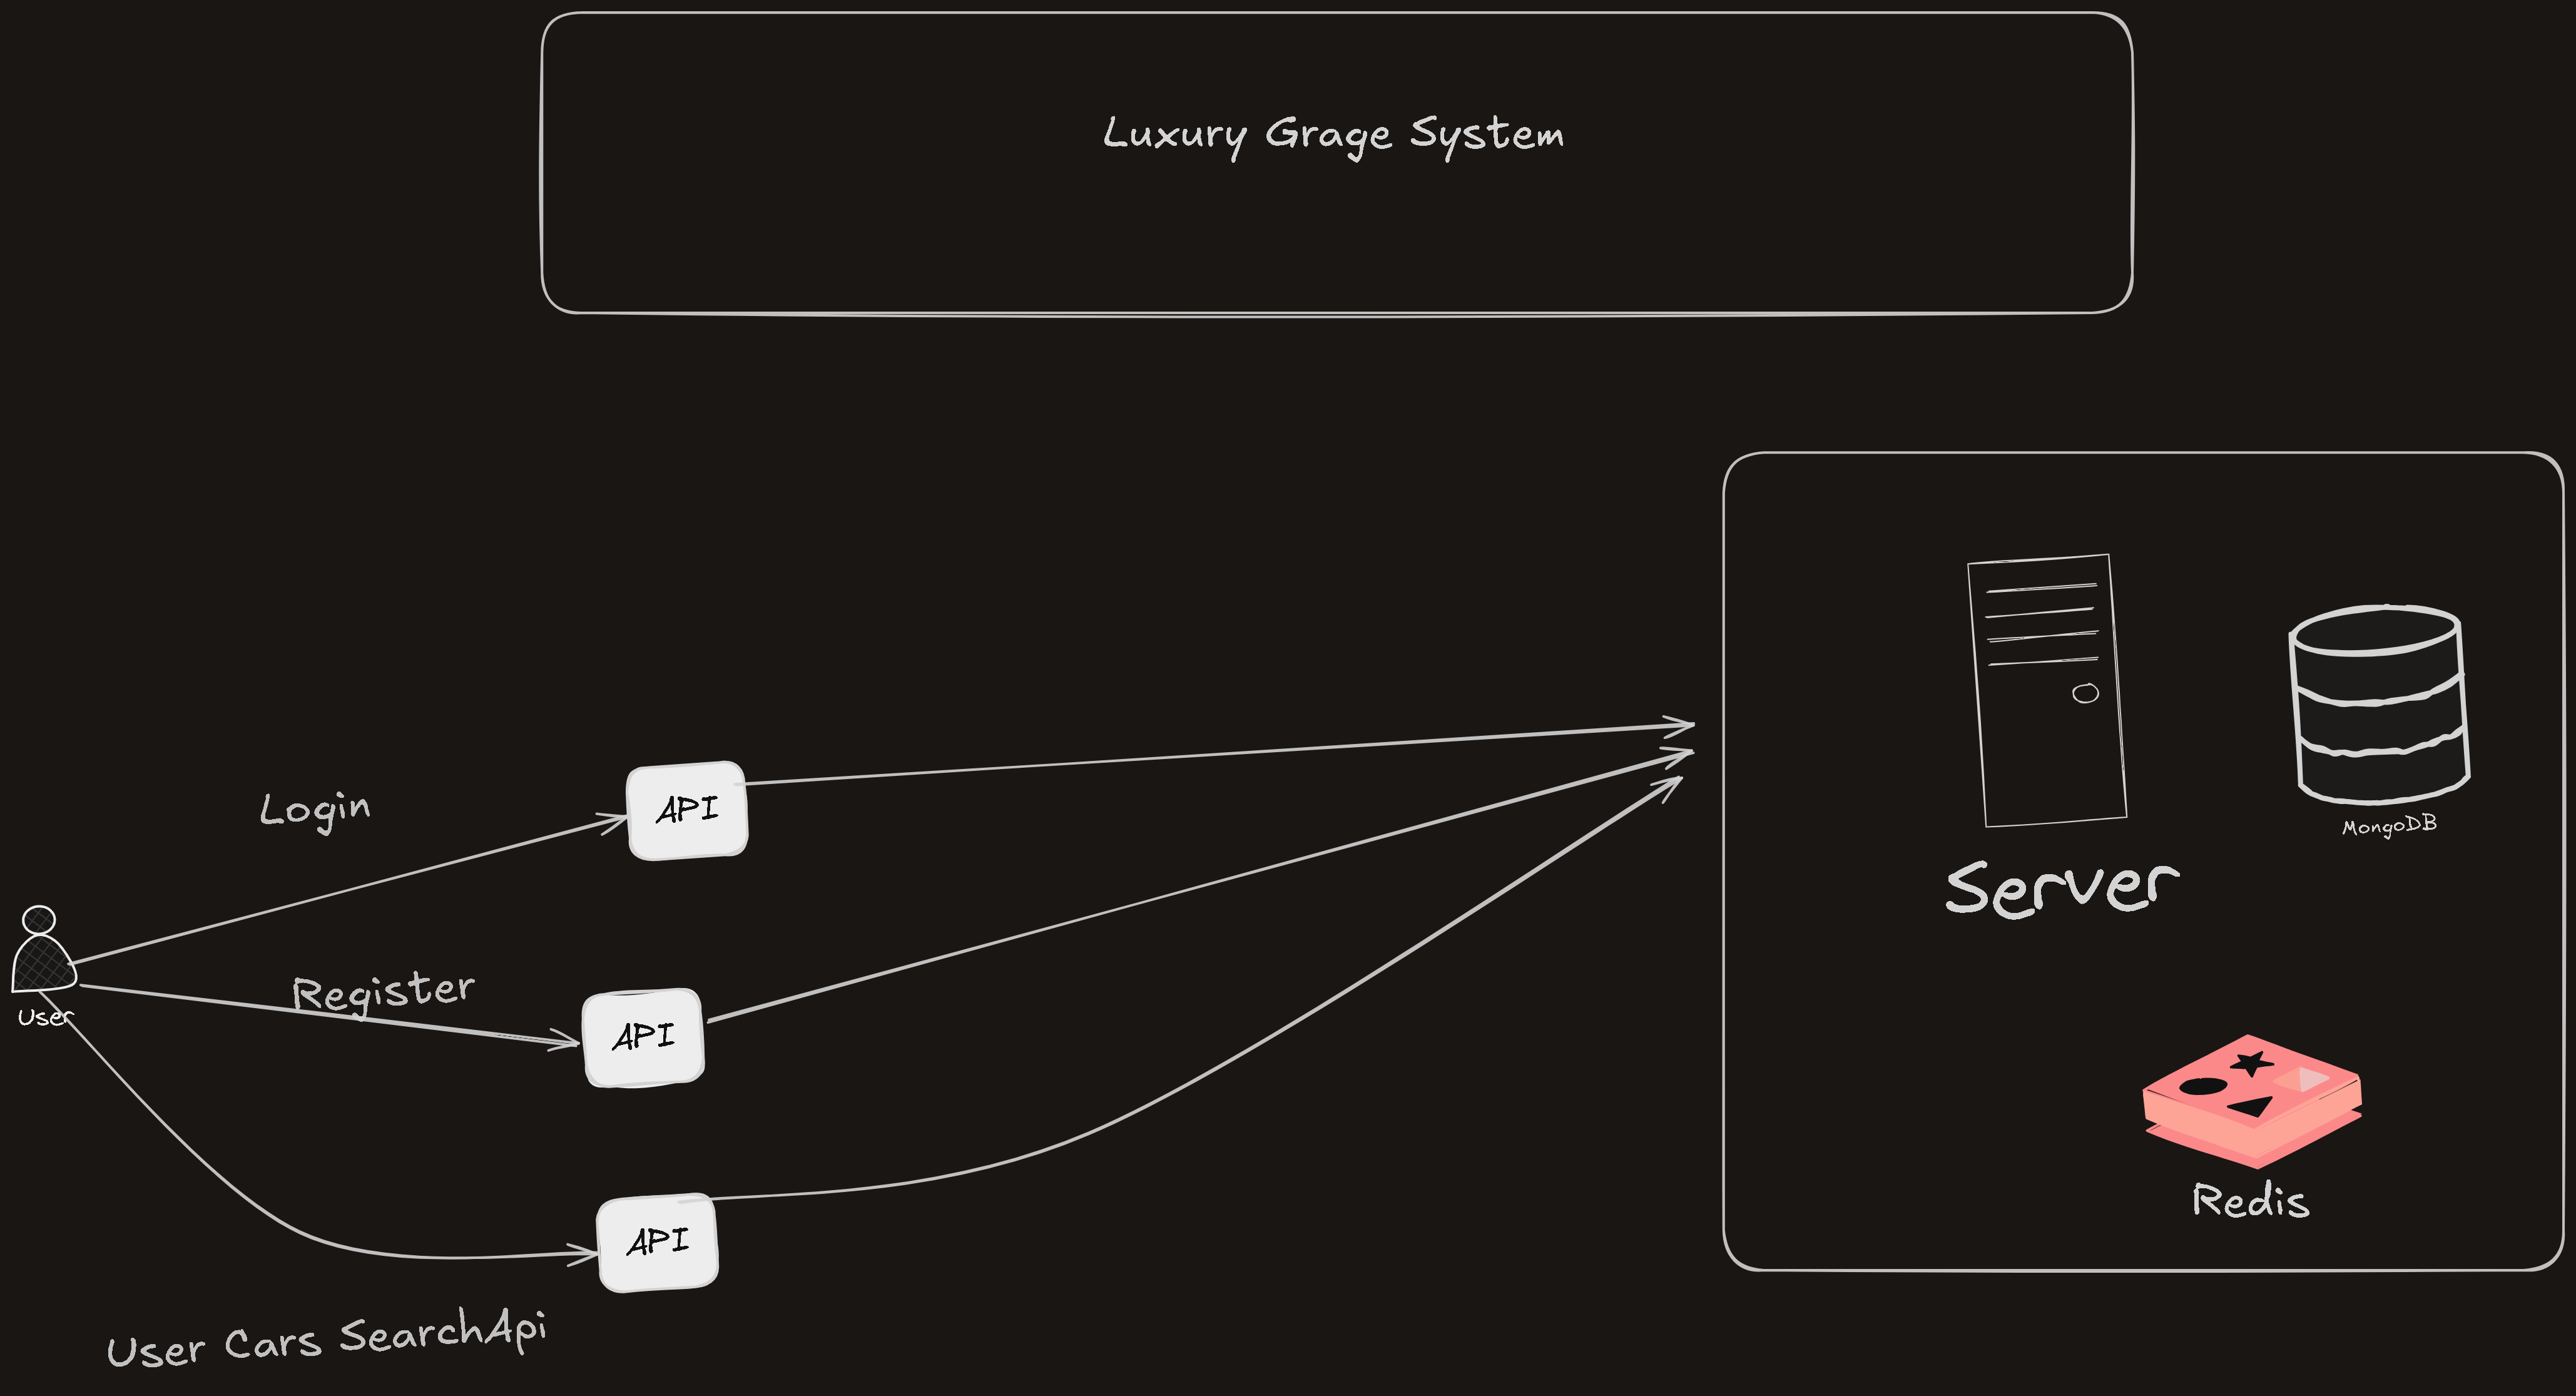 Luxury Grage System
Login
API
Register
API
User
API
User Cars SearchApi
Server
MongoDB
Redis